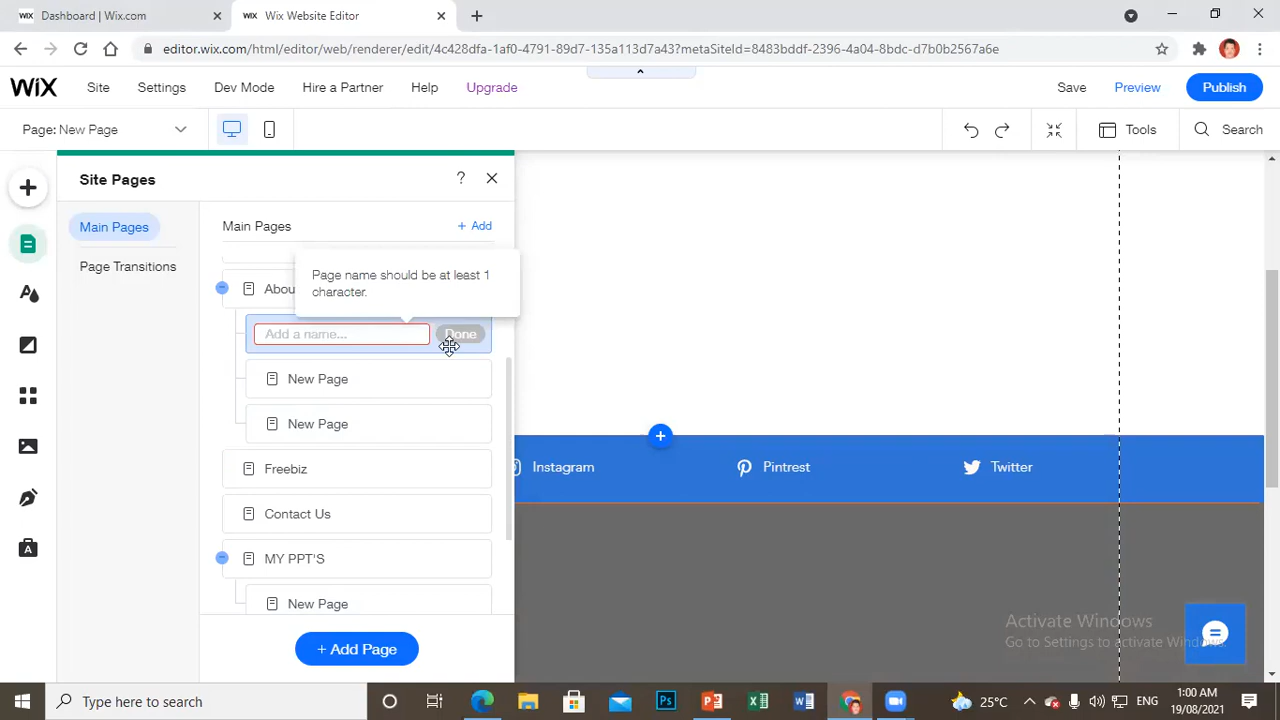 Dashboard | Wix.com
Wix Website Editor
editor.wix.com/html/editor/web/renderer/edit/4c428dfa-1af0-4791-89d7-135a113d7a43?metaSiteId=8483bddf-2396-4a04-8bdc-d7b0b2567a6e
WiX Site Settings Dev Mode Hire a Partner Help Upgrade Save Preview Publish
Page: New Page Tools Search
Site Pages ?
Main Pages
Page Transitions
Main Pages + Add
Page name should be at least 1
character.
Abou
Add a name... Done
New Page
New Page
Freebiz
Contact Us
MY PPT'S
New Page
+ Add Page
Instagram Pintrest Twitter
Activate Windows
Go to Settings to activate Windows.
Type here to search
25°C ENG 1:00 AM
19/08/2021